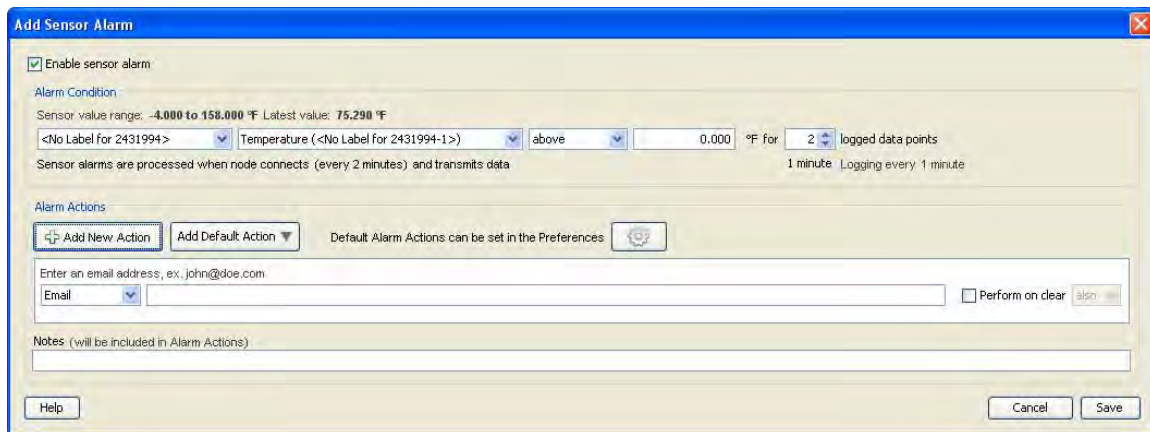 Add Sensor Alarm
Enable sensor alarm
Alarm Condition
Sensor value range: -4.000 to 158.000 °F Latest value: 75.290 °F
<No Label for 2431994> Temperature (<No Label for 2431994-1>) above 0.000 °F for 2 logged data points
Sensor alarms are processed when node connects (every 2 minutes) and transmits data 1 minute Logging every 1 minute
Alarm Actions
Add New Action Add Default Action Default Alarm Actions can be set in the Preferences
Enter an email address, ex. john@doe.com
Email Perform on clear also
Notes (will be included in Alarm Actions)
Help Cancel Save